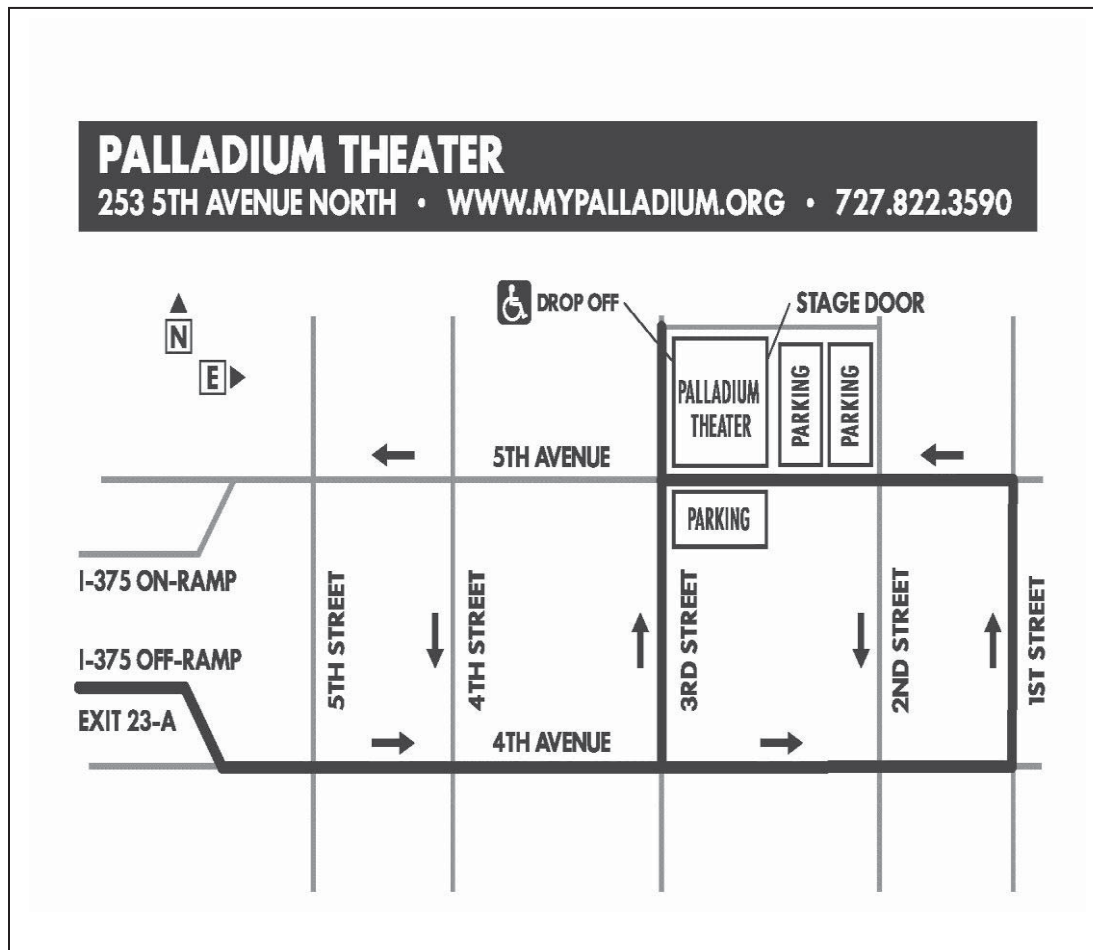 PALLADIUM THEATER
253 5TH AVENUE NORTH • WWW.MYPALLADIUM.ORG • 727.822.3590
DROP OFF
STAGE DOOR
N
E
PALLADIUM
THEATER
PARKING
PARKING
5TH AVENUE
PARKING
I-375 ON-RAMP
I-375 OFF-RAMP
EXIT 23-A
5TH STREET
4TH STREET
3RD STREET
2ND STREET
1ST STREET
4TH AVENUE